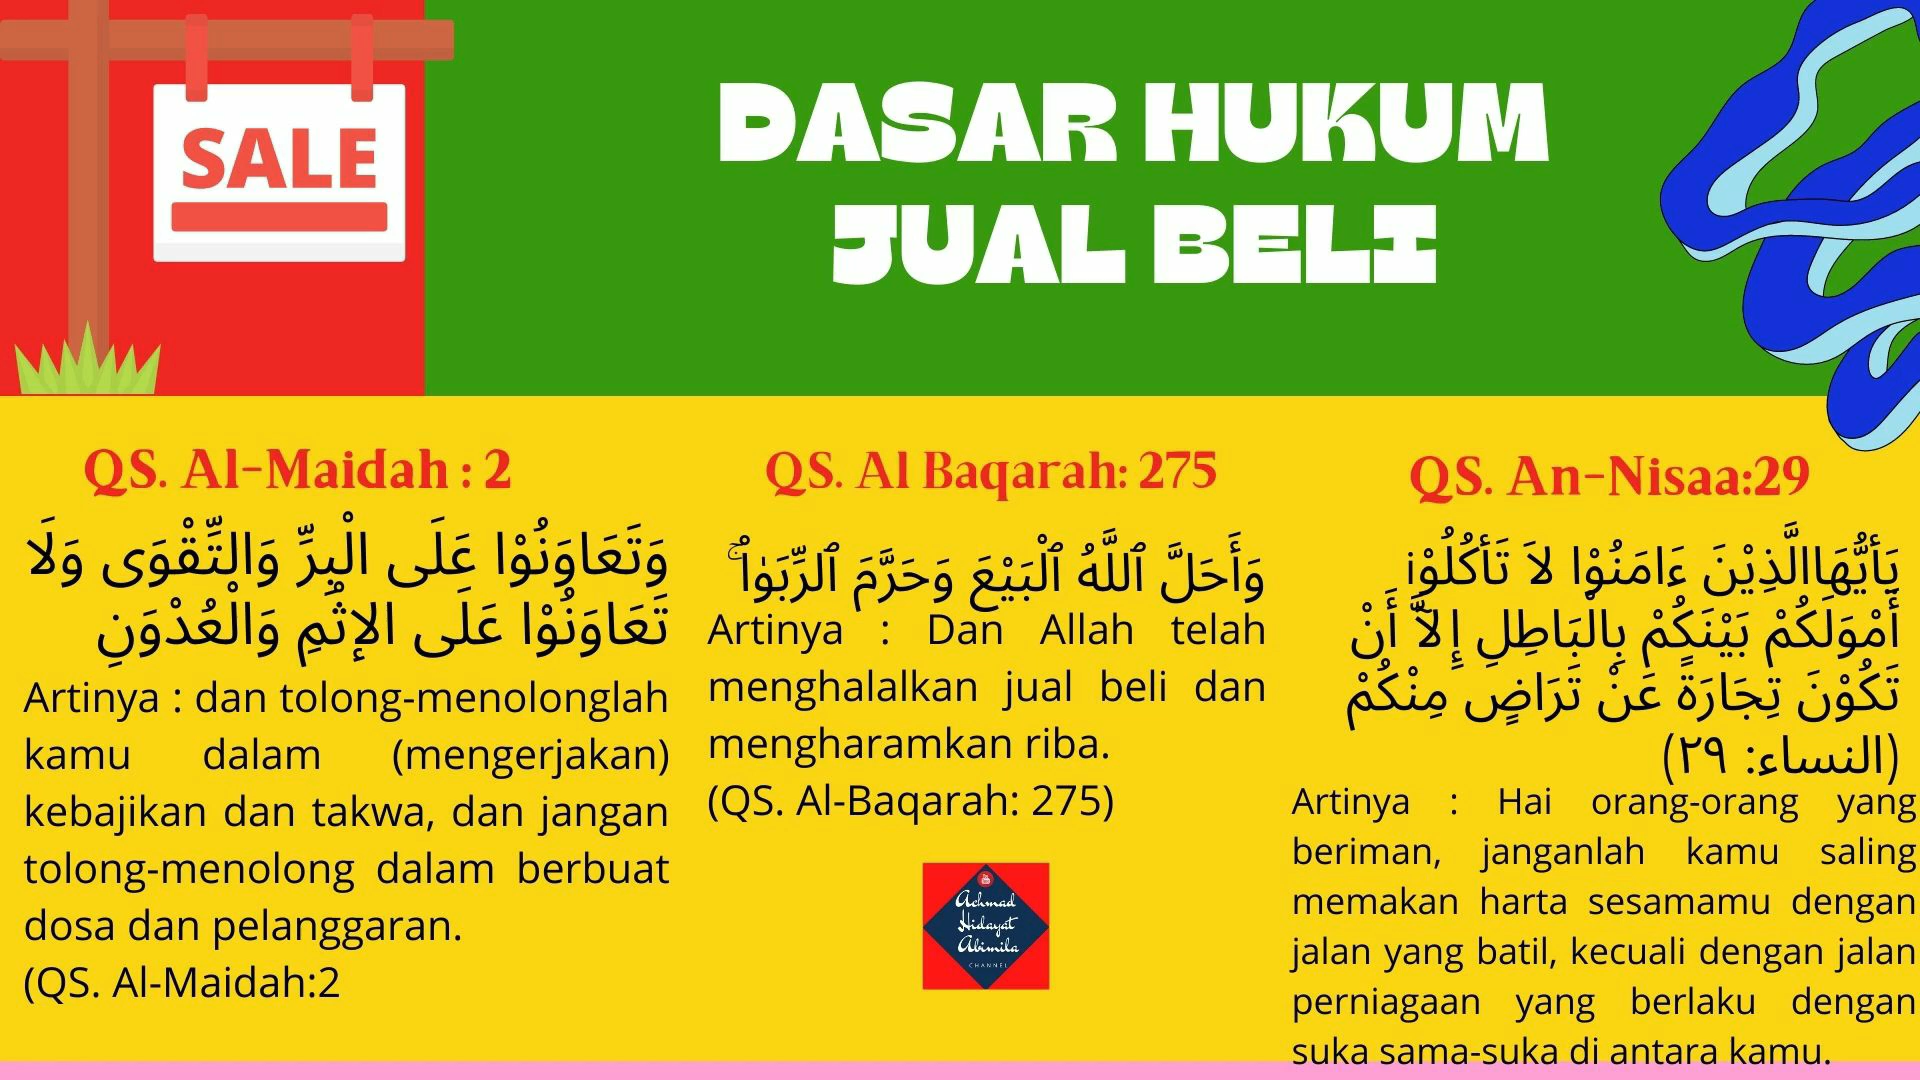 SALE
DASAR HUKUM
JUAL BELI
QS. Al-Maidah : 2
وَتَعَاوَنُوْا عَلَى الْبِرِّ وَالتِّقْوَى وَلَا
تَعَاوَنُوْا عَلَى الإِثْمِ وَالْعُدْوَنِ
Artinya : dan tolong-menolonglah
kamu dalam (mengerjakan)
kebajikan dan takwa, dan jangan
tolong-menolong dalam berbuat
dosa dan pelanggaran.
(QS. Al-Maidah:2
QS. Al Baqarah: 275
وَأَحَلَّ ٱللَّهُ ٱلْبَيْعَ وَحَرَّمَ ٱلرِّبَوٰا۟ ۚ
Artinya : Dan Allah telah
menghalalkan jual beli dan
mengharamkan riba.
(QS. Al-Baqarah: 275)
Achmad
Hidayat
Abimila
CHANNEL
QS. An-Nisaa:29
يَأَيُّهَاالَّذِيْنَ ءَامَنُوْا لاَ تَأكُلُوْا
أَمْوَلَكُمْ بَيْنَكُمْ بِالْبَاطِلِ إِلاَّ أَنْ
تَكُوْنَ تِجَارَةً عَنْ تَرَاضٍ مِنْكُمْ
(النساء: ٢٩)
Artinya : Hai orang-orang yang
beriman, janganlah kamu saling
memakan harta sesamamu dengan
jalan yang batil, kecuali dengan jalan
perniagaan yang berlaku dengan
suka sama-suka di antara kamu.